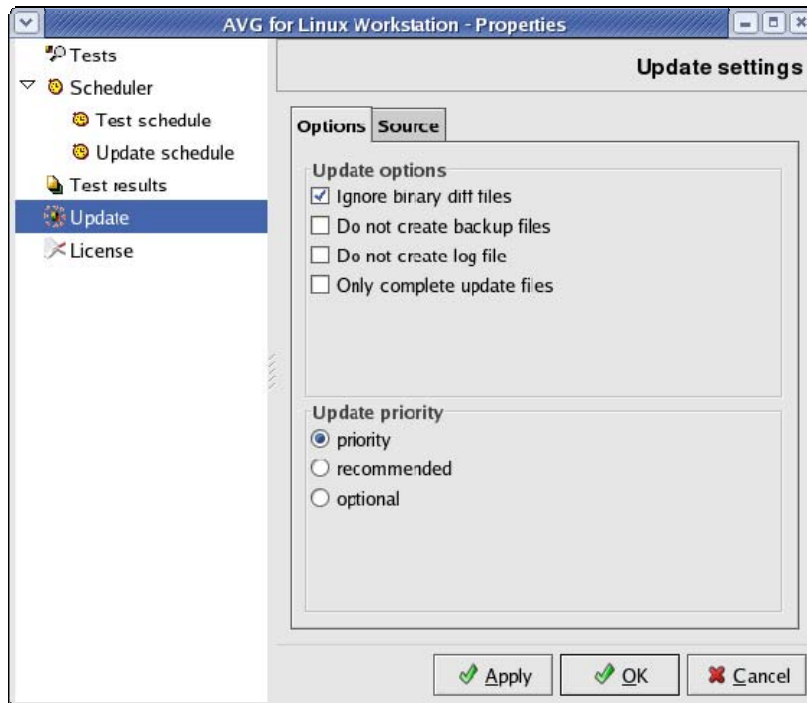 AVG for Linux Workstation - Properties
Tests
Scheduler
Test schedule
Update schedule
Test results
Update
License
Update settings
Options
Source
Update options
Ignore binary diff files
Do not create backup files
Do not create log file
Only complete update files
Update priority
priority
recommended
optional
Apply
OK
Cancel